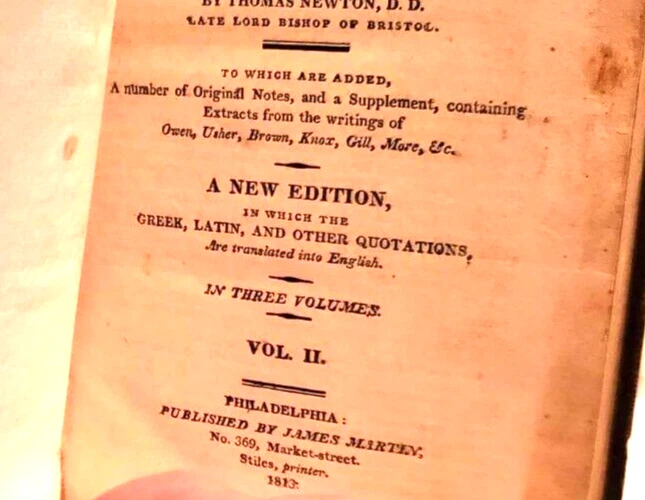 BY THOMAS NEWTON, D. D.
LATE LORD BISHOP OF BRISTOL.
TO WHICH ARE ADDED,
A number of Original Notes, and a Supplement, containing
Extracts from the writings of
Owen, Usher, Brown, Knox, Gill, More, &c.
A NEW EDITION,
IN WHICH THE
GREEK, LATIN, AND OTHER QUOTATIONS,
Are translated into English.
IN THREE VOLUMES.
VOL. II.
PHILADELPHIA:
PUBLISHED BY JAMES MARTIN,
No. 369, Market-street.
Stiles, printer.
1813.